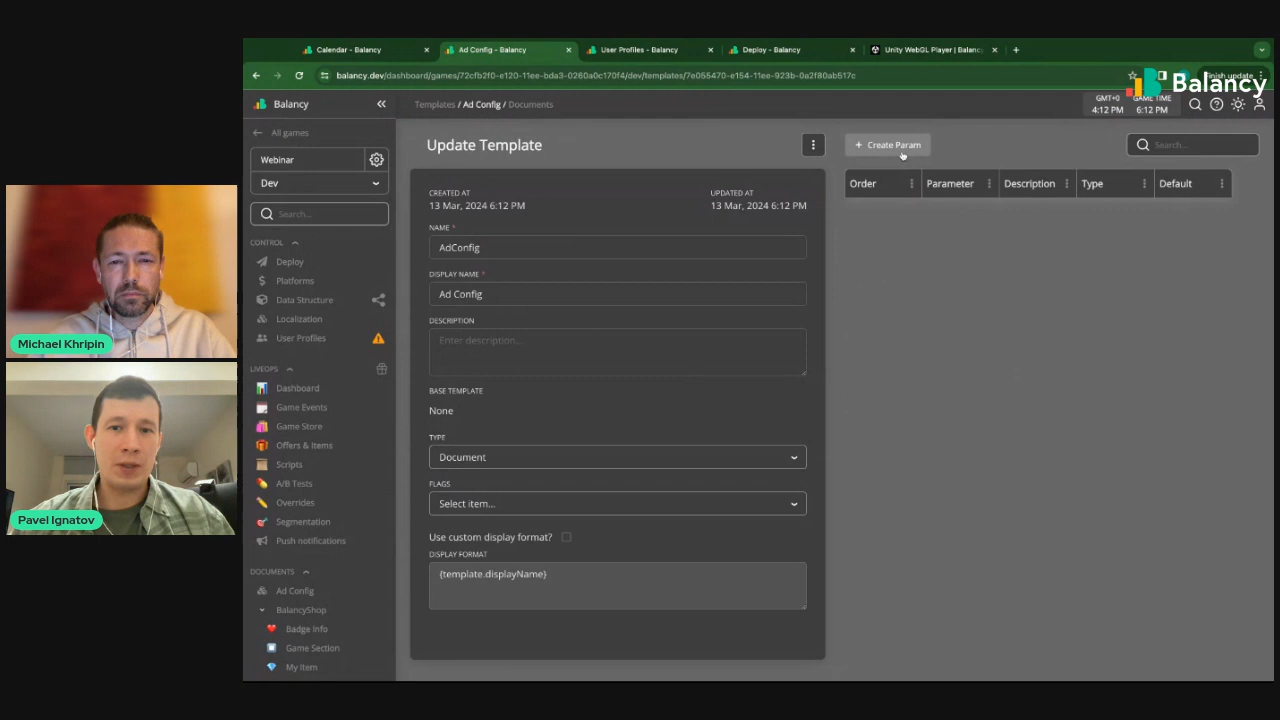 Calendar - Balancy
Ad Config - Balancy
User Profiles - Balancy
Deploy - Balancy
Unity WebGL Player | Balanc
balancy.dev/dashboard/games/72cfb2f0-e120-11ee-bda3-0260a0c170f4/dev/templates/7e055470-e154-11ee-923b-0a2f80ab517c
Finish update
Balancy
Balancy
Templates / Ad Config / Documents
GMT+0
4:12 PM
GAME TIME
6:12 PM
All games
Webinar
Dev
Search...
CONTROL
Deploy
Platforms
Data Structure
Localization
User Profiles
LIVEOPS
Dashboard
Game Events
Game Store
Offers & Items
Scripts
A/B Tests
Overrides
Segmentation
Push notifications
DOCUMENTS
Ad Config
BalancyShop
Badge Info
Game Section
My Item
Update Template
CREATED AT
13 Mar, 2024 6:12 PM
UPDATED AT
13 Mar, 2024 6:12 PM
NAME *
AdConfig
DISPLAY NAME *
Ad Config
DESCRIPTION
Enter description...
BASE TEMPLATE
None
TYPE
Document
FLAGS
Select item...
Use custom display format?
DISPLAY FORMAT
{template.displayName}
+ Create Param
Search...
Order
Parameter
Description
Type
Default
Michael Khripin
Pavel Ignatov